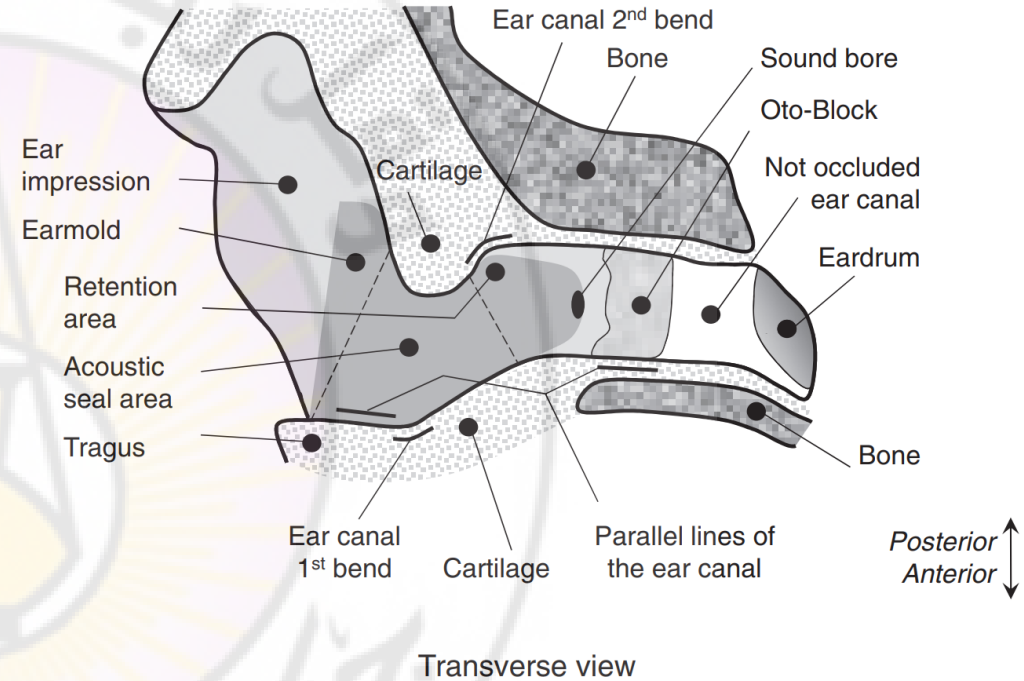 Ear canal 2nd bend
Bone
Sound bore
Oto-Block
Not occluded
ear canal
Eardrum
Ear
impression
Cartilage
Earmold
Retention
area
Acoustic
seal area
Tragus
Bone
Ear canal
1st bend
Cartilage
Parallel lines of
the ear canal
Posterior
Anterior
Transverse view